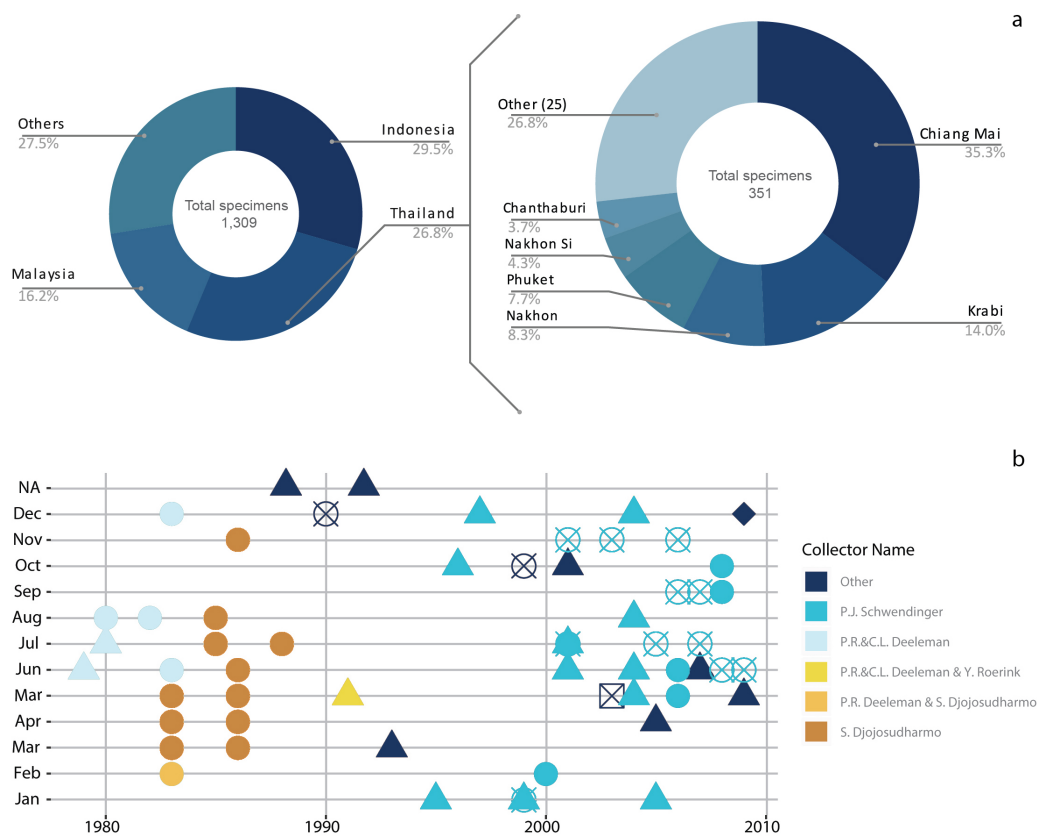 a
Total specimens
1,309
Others
27.5%
Indonesia
29.5%
Thailand
26.8%
Malaysia
16.2%
Total specimens
351
Other (25)
26.8%
Chiang Mai
35.3%
Chanthaburi
3.7%
Nakhon Si
4.3%
Phuket
7.7%
Nakhon
8.3%
Krabi
14.0%
b
NA
Dec
Nov
Oct
Sep
Aug
Jul
Jun
Mar
Apr
Mar
Feb
Jan
1980
1990
2000
2010
Collector Name
Other
P.J. Schwendinger
P.R.&C.L. Deeleman
P.R.&C.L. Deeleman & Y. Roerink
P.R. Deeleman & S. Djojosudharmo
S. Djojosudharmo